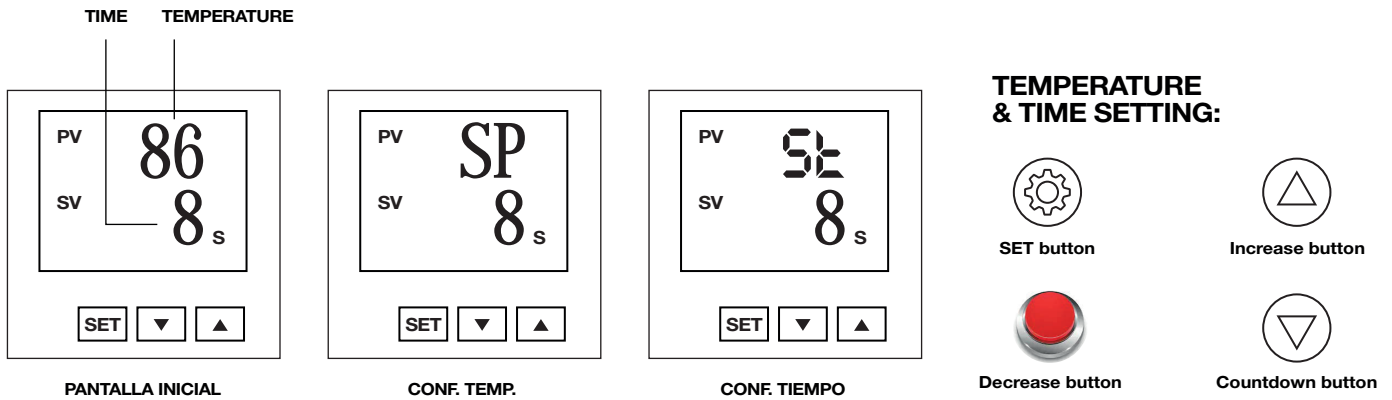 TIME TEMPERATURE
PV 86
SV 8 S
SET ▼ ▲
PANTALLA INICIAL
PV SP
SV 8 S
SET ▼ ▲
CONF. TEMP.
PV St
SV 8 S
SET ▼ ▲
CONF. TIEMPO
TEMPERATURE
& TIME SETTING:
SET button
Increase button
Decrease button
Countdown button